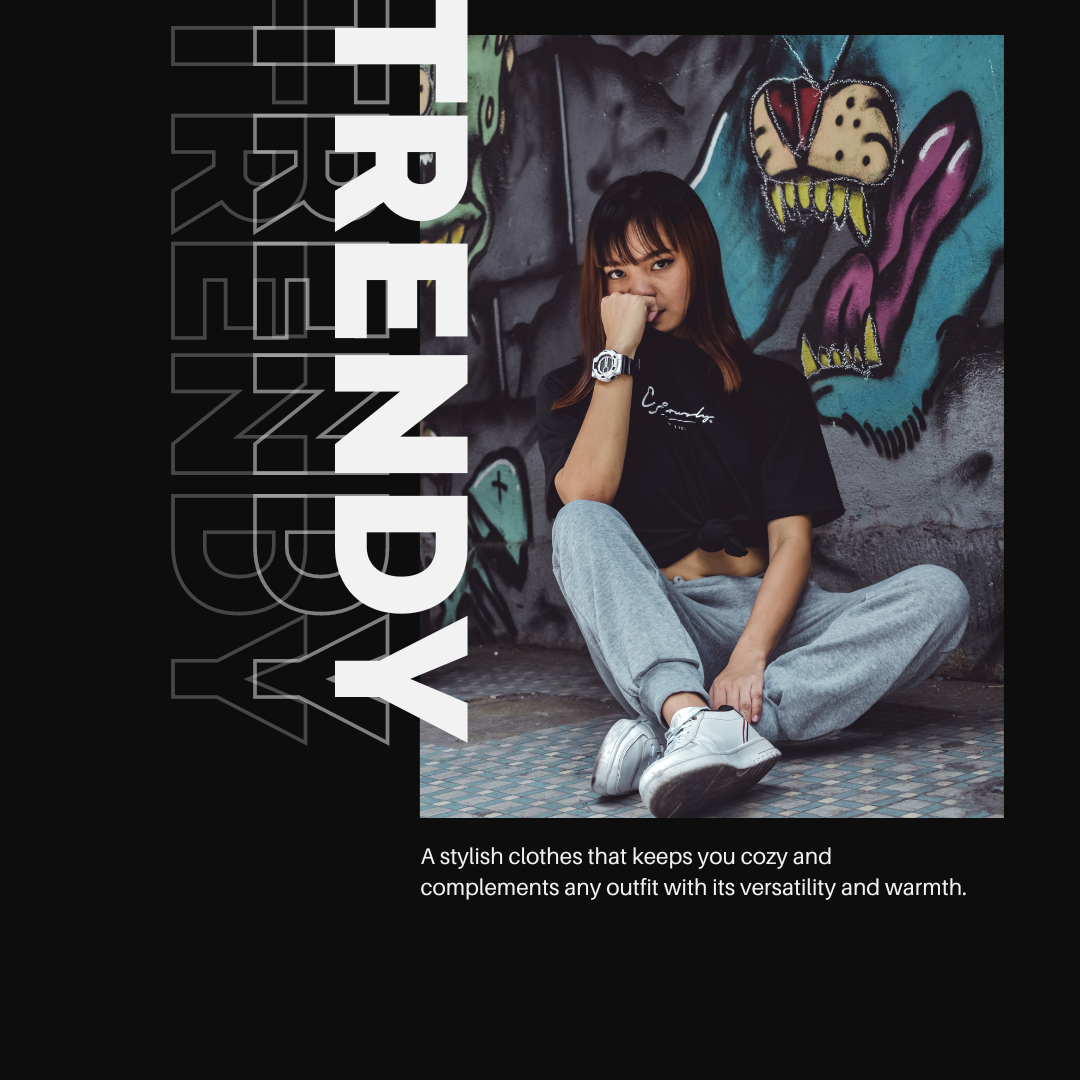 TRENDY
TRENDY
TRENDY
A stylish clothes that keeps you cozy and
complements any outfit with its versatility and warmth.